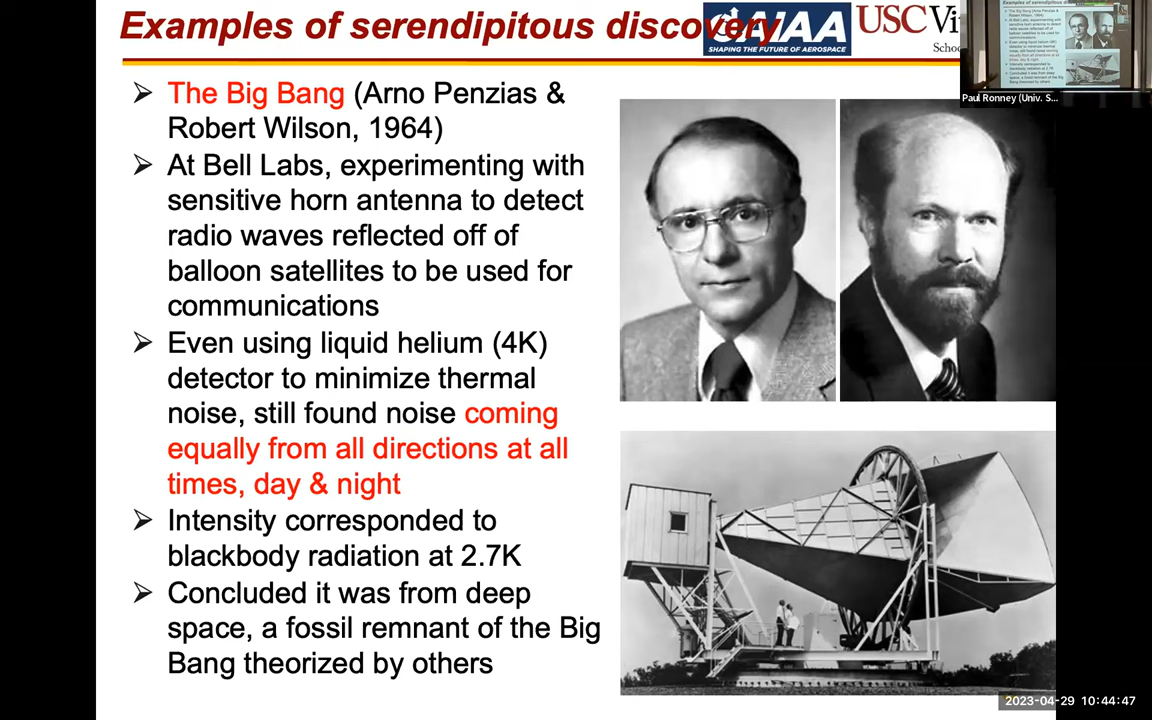 Examples of serendipitous discovery
AIAA
SHAPING THE FUTURE OF AEROSPACE
USC Vit
School
Paul Ronney (Univ. S...
➢ The Big Bang (Arno Penzias &
Robert Wilson, 1964)
➢ At Bell Labs, experimenting with
sensitive horn antenna to detect
radio waves reflected off of
balloon satellites to be used for
communications
➢ Even using liquid helium (4K)
detector to minimize thermal
noise, still found noise coming
equally from all directions at all
times, day & night
➢ Intensity corresponded to
blackbody radiation at 2.7K
➢ Concluded it was from deep
space, a fossil remnant of the Big
Bang theorized by others
2023-04-29 10:44:47